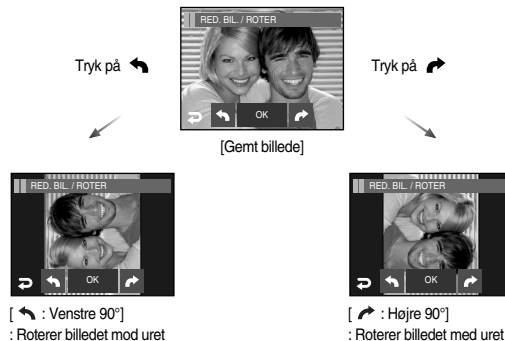 RED. BIL. / ROTER
Tryk på
Tryk på
OK
[Gemt billede]
RED. BIL. / ROTER
OK
[ : Venstre 90°]
: Roterer billedet mod uret
RED. BIL. / ROTER
OK
[ : Højre 90°]
: Roterer billedet med uret